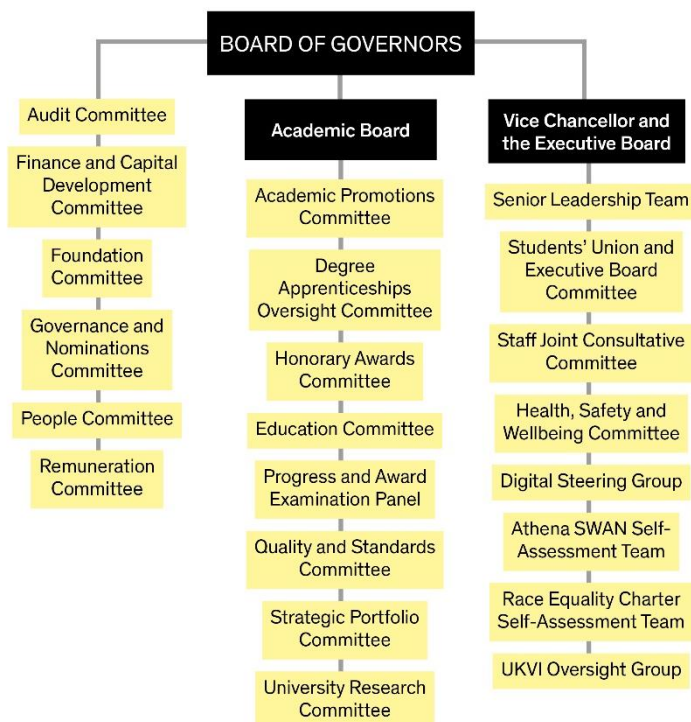 BOARD OF GOVERNORS
Audit Committee
Finance and Capital
Development
Committee
Foundation
Committee
Governance and
Nominations
Committee
People Committee
Remuneration
Committee
Academic Board
Academic Promotions
Committee
Degree
Apprenticeships
Oversight Committee
Honorary Awards
Committee
Education Committee
Progress and Award
Examination Panel
Quality and Standards
Committee
Strategic Portfolio
Committee
University Research
Committee
Vice Chancellor and
the Executive Board
Senior Leadership Team
Students’ Union and
Executive Board
Committee
Staff Joint Consultative
Committee
Health, Safety and
Wellbeing Committee
Digital Steering Group
Athena SWAN Self-
Assessment Team
Race Equality Charter
Self-Assessment Team
UKVI Oversight Group